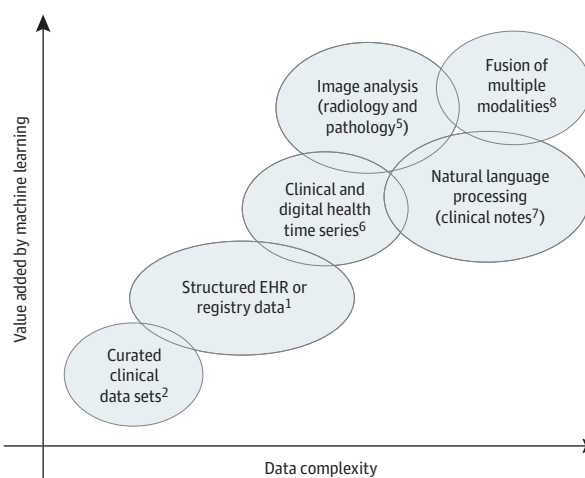 Value added by machine learning
Image analysis
(radiology and
pathology⁵)
Fusion of
multiple
modalities⁸
Clinical and
digital health
time series⁶
Natural language
processing
(clinical notes⁷)
Structured EHR or
registry data¹
Curated
clinical
data sets²
Data complexity